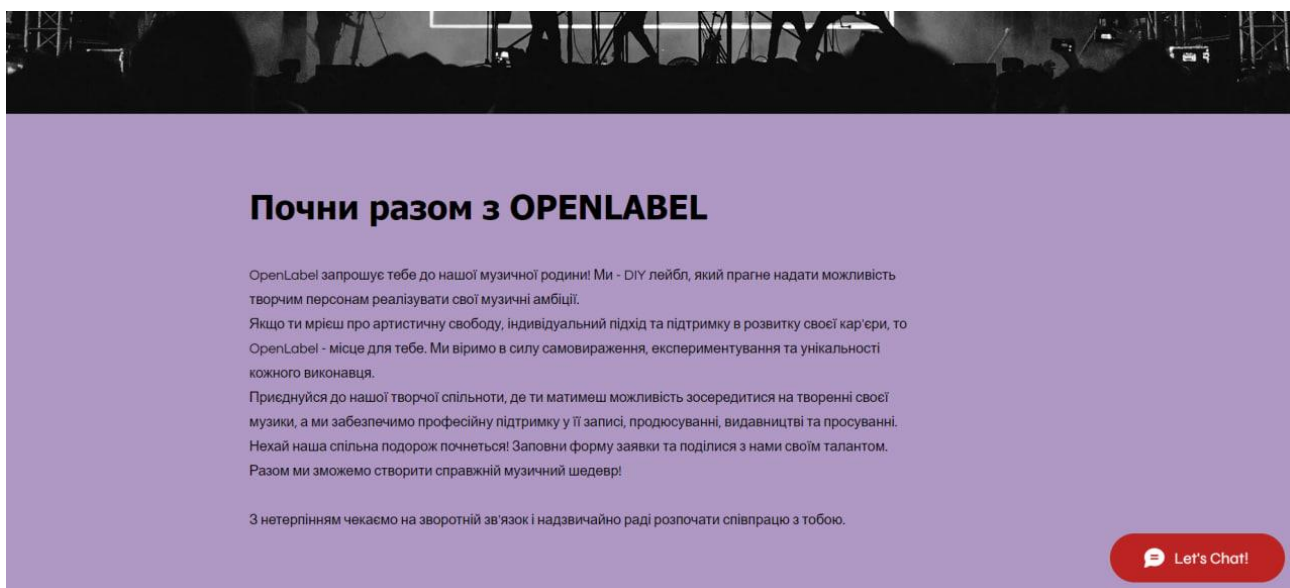 Почни разом з OPENLABEL
OpenLabel запрошує тебе до нашої музичної родини! Ми - DIY лейбл, який прагне надати можливість
творчим персонам реалізувати свої музичні амбіції.
Якщо ти мрієш про артистичну свободу, індивідуальний підхід та підтримку в розвитку своєї кар'єри, то
OpenLabel - місце для тебе. Ми віримо в силу самовираження, експериментування та унікальності
кожного виконавця.
Приєднуйся до нашої творчої спільноти, де ти матимеш можливість зосередитися на творенні своєї
музики, а ми забезпечимо професійну підтримку у її записі, продюсуванні, видавництві та просуванні.
Нехай наша спільна подорож почнеться! Заповни форму заявки та поділися з нами своїм талантом.
Разом ми зможемо створити справжній музичний шедевр!
З нетерпінням чекаємо на зворотній зв'язок і надзвичайно раді розпочати співпрацю з тобою.
Let's Chat!